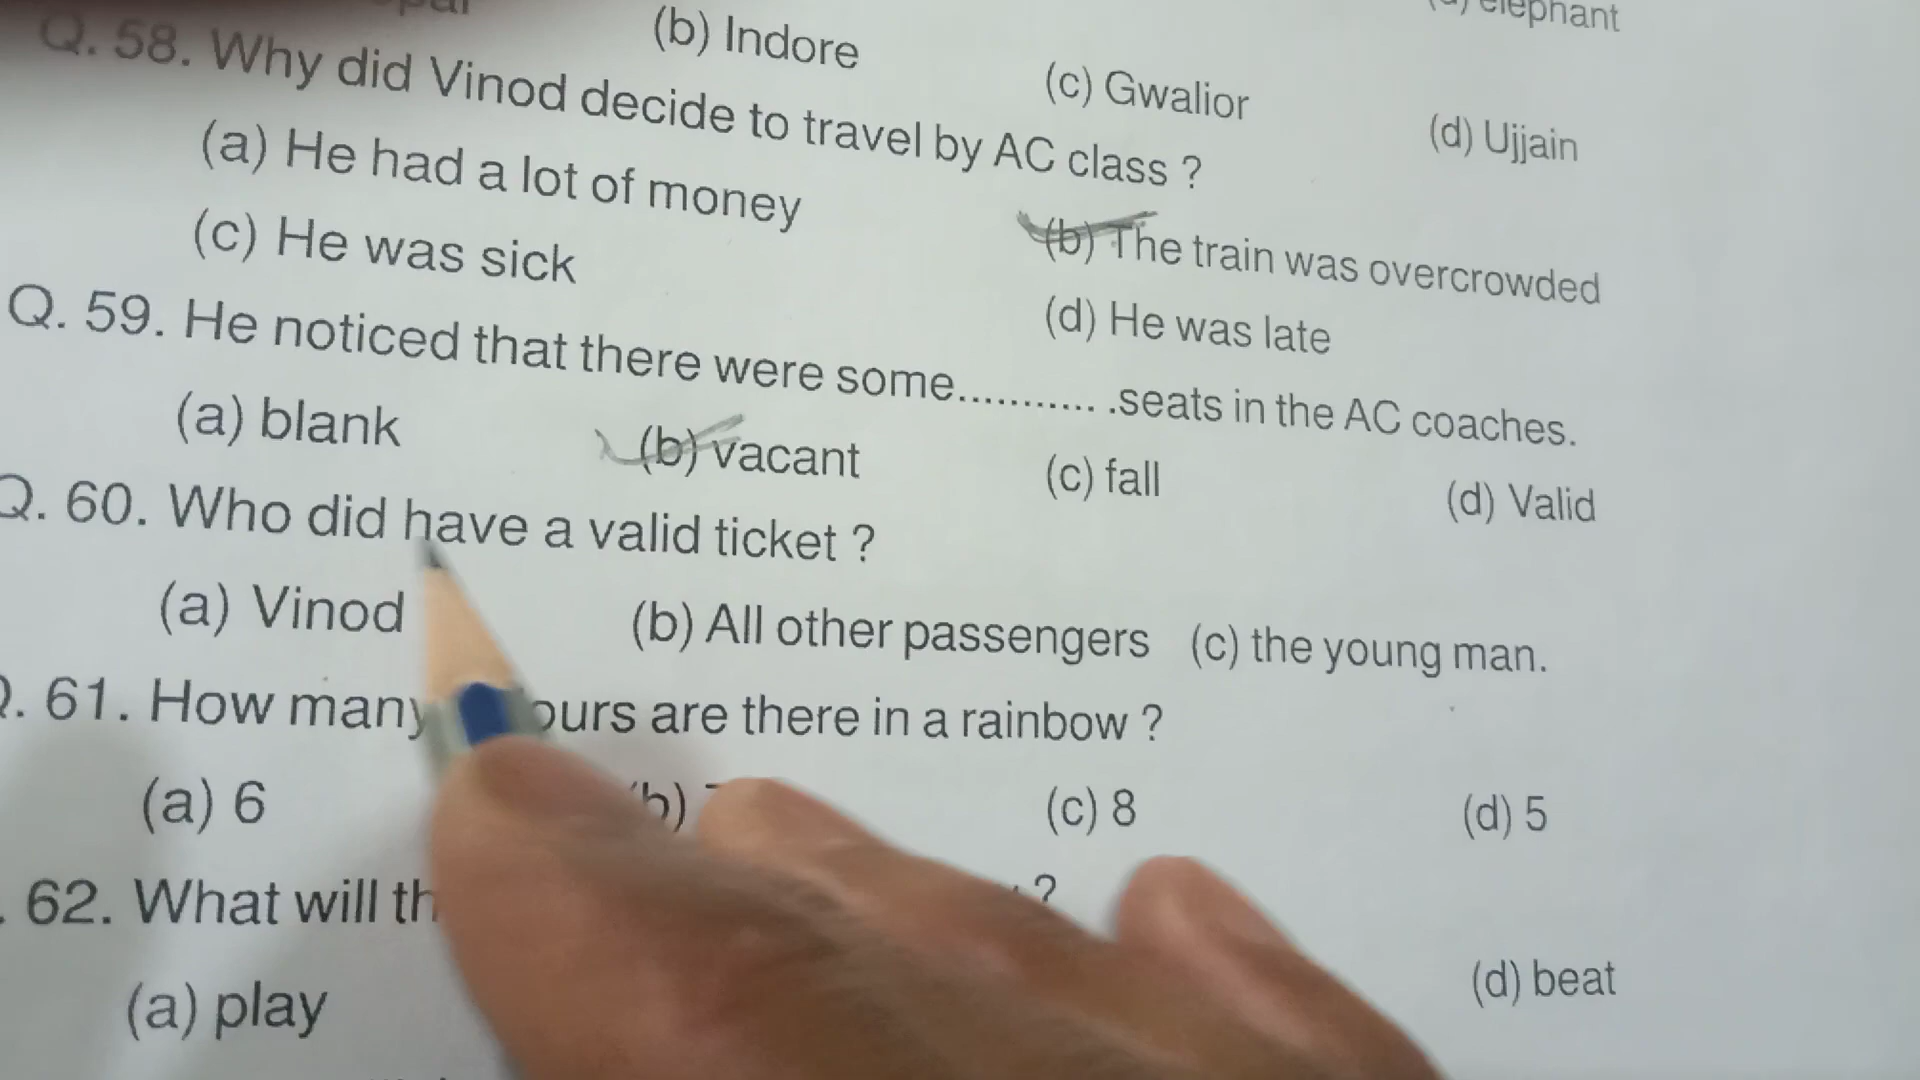 (b) Indore (c) Gwalior (d) Ujjain
elephant
Q. 58. Why did Vinod decide to travel by AC class ?
(a) He had a lot of money (b) The train was overcrowded
(c) He was sick (d) He was late
Q. 59. He noticed that there were some........... .seats in the AC coaches.
(a) blank (b) vacant (c) fall (d) Valid
Q. 60. Who did have a valid ticket ?
(a) Vinod (b) All other passengers (c) the young man.
. 61. How many ours are there in a rainbow ?
(a) 6 (b) (c) 8 (d) 5
. 62. What will th ?
(a) play (d) beat